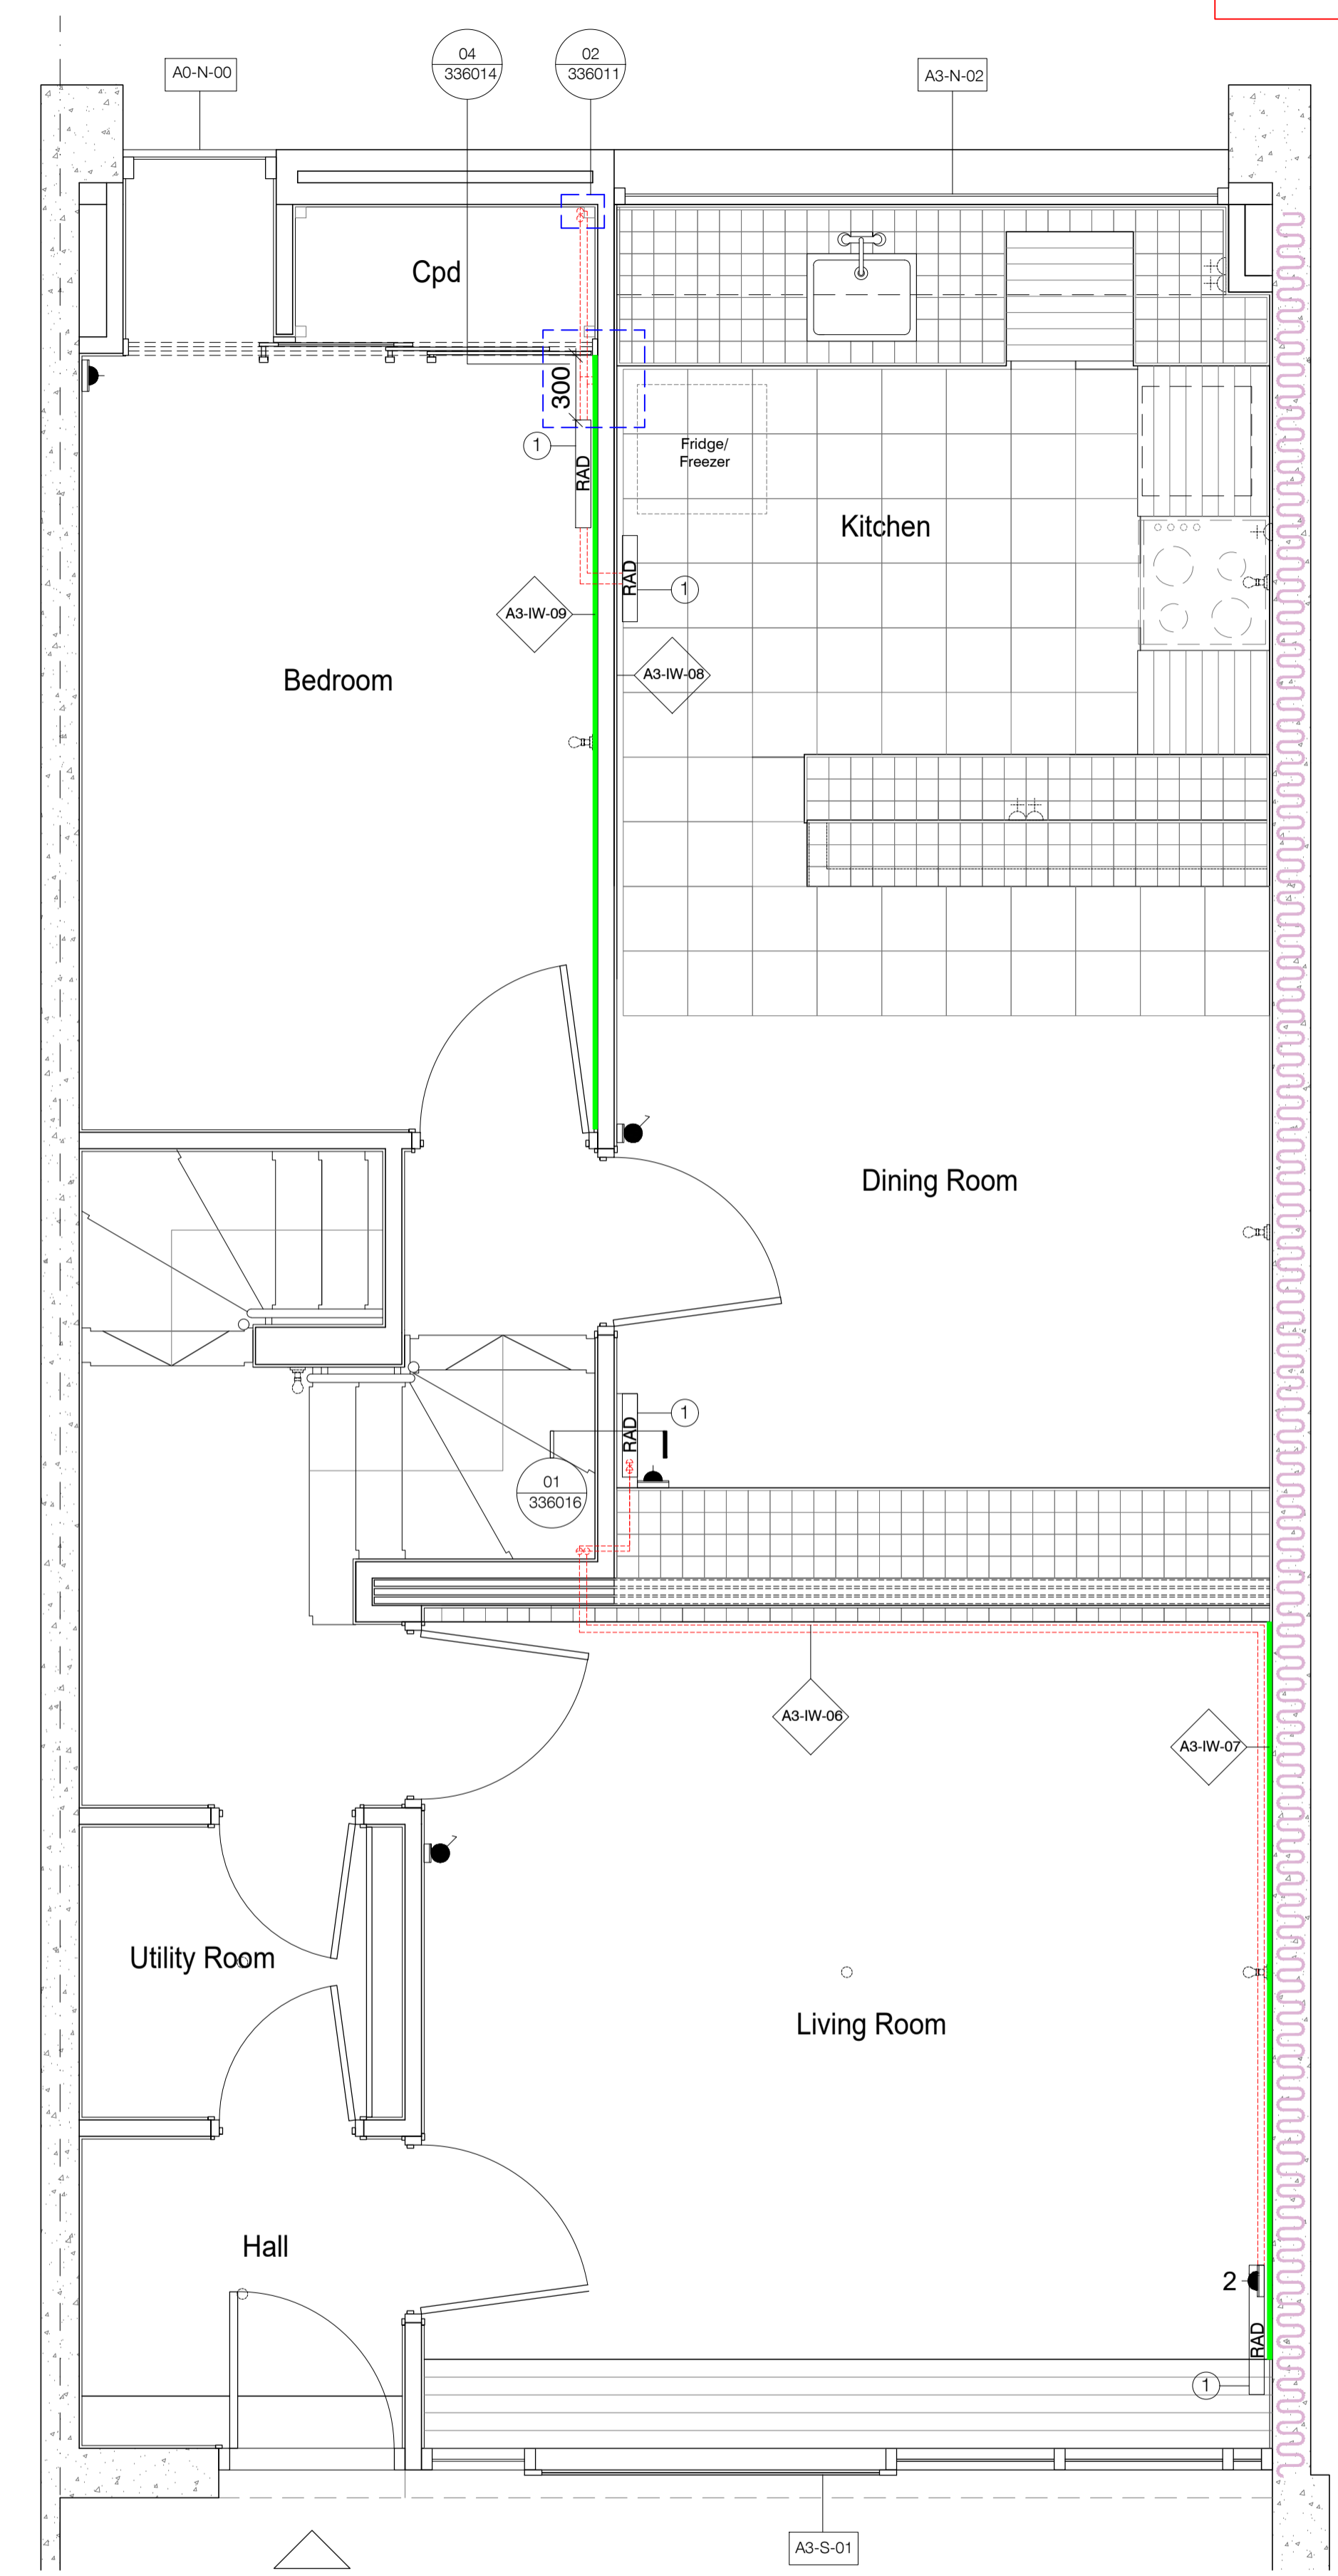 04
336014
02
336011
A0-N-00
A3-N-02
Cpd
300
1
RAD
Fridge/
Freezer
Kitchen
RAD
1
A3-IW-09
A3-IW-08
Bedroom
Dining Room
RAD
1
01
336016
A3-IW-06
A3-IW-07
Utility Room
Living Room
Hall
2
RAD
1
A3-S-01